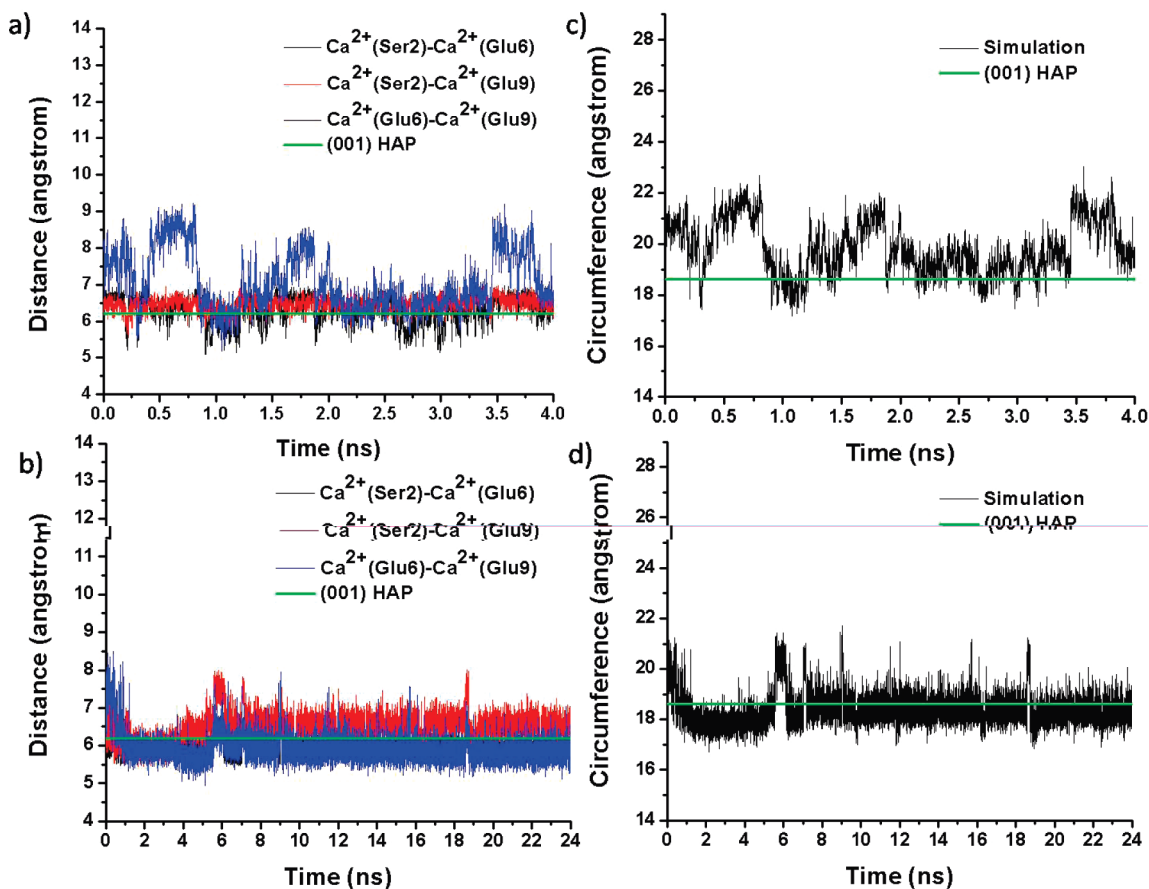 a)
Distance (angstrom)
14
13
12
11
10
9
8
7
6
5
4
Ca2+(Ser2)-Ca2+(Glu6)
Ca2+(Ser2)-Ca2+(Glu9)
Ca2+(Glu6)-Ca2+(Glu9)
(001) HAP
0.0 0.5 1.0 1.5 2.0 2.5 3.0 3.5 4.0
Time (ns)
c)
Circumference (angstrom)
28
26
24
22
20
18
16
14
Simulation
(001) HAP
0.0 0.5 1.0 1.5 2.0 2.5 3.0 3.5 4.0
Time (ns)
b)
Distance (angstrom)
14
13
12
11
10
9
8
7
6
5
4
Ca2+(Ser2)-Ca2+(Glu6)
Ca2+(Ser2)-Ca2+(Glu9)
Ca2+(Glu6)-Ca2+(Glu9)
(001) HAP
0 2 4 6 8 10 12 14 16 18 20 22 24
Time (ns)
d)
Circumference (angstrom)
28
26
24
22
20
18
16
14
Simulation
(001) HAP
0 2 4 6 8 10 12 14 16 18 20 22 24
Time (ns)